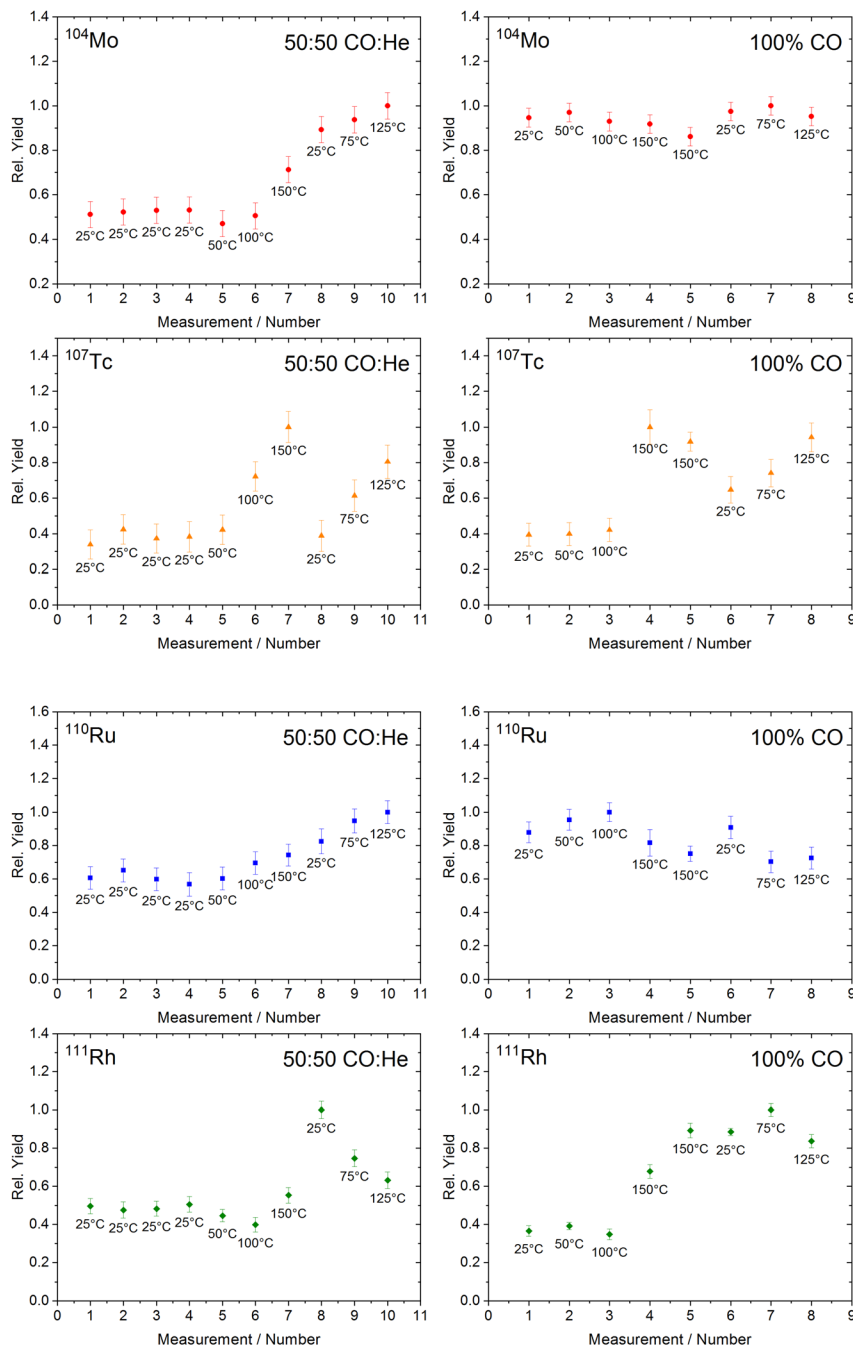 ¹⁰⁴Mo 50:50 CO:He
Rel. Yield
1.4
1.2
1.0
0.8
0.6
0.4
0.2
25°C 25°C 25°C 25°C 50°C 100°C 150°C 25°C 75°C 125°C
0 1 2 3 4 5 6 7 8 9 10 11
Measurement / Number
¹⁰⁴Mo 100% CO
Rel. Yield
1.4
1.2
1.0
0.8
0.6
0.4
0.2
25°C 50°C 100°C 150°C 150°C 25°C 75°C 125°C
0 1 2 3 4 5 6 7 8 9
Measurement / Number
¹⁰⁷Tc 50:50 CO:He
Rel. Yield
1.4
1.2
1.0
0.8
0.6
0.4
0.2
0.0
25°C 25°C 25°C 25°C 50°C 100°C 150°C 25°C 75°C 125°C
0 1 2 3 4 5 6 7 8 9 10 11
Measurement / Number
¹⁰⁷Tc 100% CO
Rel. Yield
1.4
1.2
1.0
0.8
0.6
0.4
0.2
0.0
25°C 50°C 100°C 150°C 150°C 25°C 75°C 125°C
0 1 2 3 4 5 6 7 8 9
Measurement / Number
¹¹⁰Ru 50:50 CO:He
Rel. Yield
1.6
1.4
1.2
1.0
0.8
0.6
0.4
0.2
0.0
25°C 25°C 25°C 25°C 50°C 100°C 150°C 25°C 75°C 125°C
0 1 2 3 4 5 6 7 8 9 10 11
Measurement / Number
¹¹⁰Ru 100% CO
Rel. Yield
1.6
1.4
1.2
1.0
0.8
0.6
0.4
0.2
0.0
25°C 50°C 100°C 150°C 150°C 25°C 75°C 125°C
0 1 2 3 4 5 6 7 8 9
Measurement / Number
¹¹¹Rh 50:50 CO:He
Rel. Yield
1.4
1.2
1.0
0.8
0.6
0.4
0.2
0.0
25°C 25°C 25°C 25°C 50°C 100°C 150°C 25°C 75°C 125°C
0 1 2 3 4 5 6 7 8 9 10 11
Measurement / Number
¹¹¹Rh 100% CO
Rel. Yield
1.4
1.2
1.0
0.8
0.6
0.4
0.2
0.0
25°C 50°C 100°C 150°C 150°C 25°C 75°C 125°C
0 1 2 3 4 5 6 7 8 9
Measurement / Number